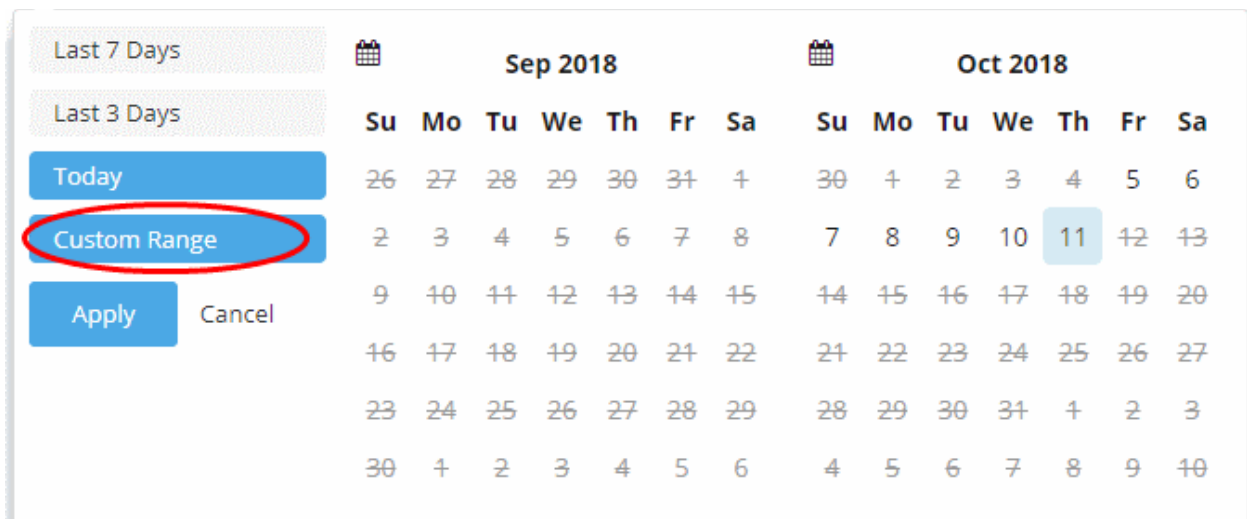 Last 7 Days
Last 3 Days
Today
Custom Range
Apply Cancel
Sep 2018
Su Mo Tu We Th Fr Sa
26 27 28 29 30 31 1
2 3 4 5 6 7 8
9 10 11 12 13 14 15
16 17 18 19 20 21 22
23 24 25 26 27 28 29
30 1 2 3 4 5 6
Oct 2018
Su Mo Tu We Th Fr Sa
30 1 2 3 4 5 6
7 8 9 10 11 12 13
14 15 16 17 18 19 20
21 22 23 24 25 26 27
28 29 30 31 1 2 3
4 5 6 7 8 9 10